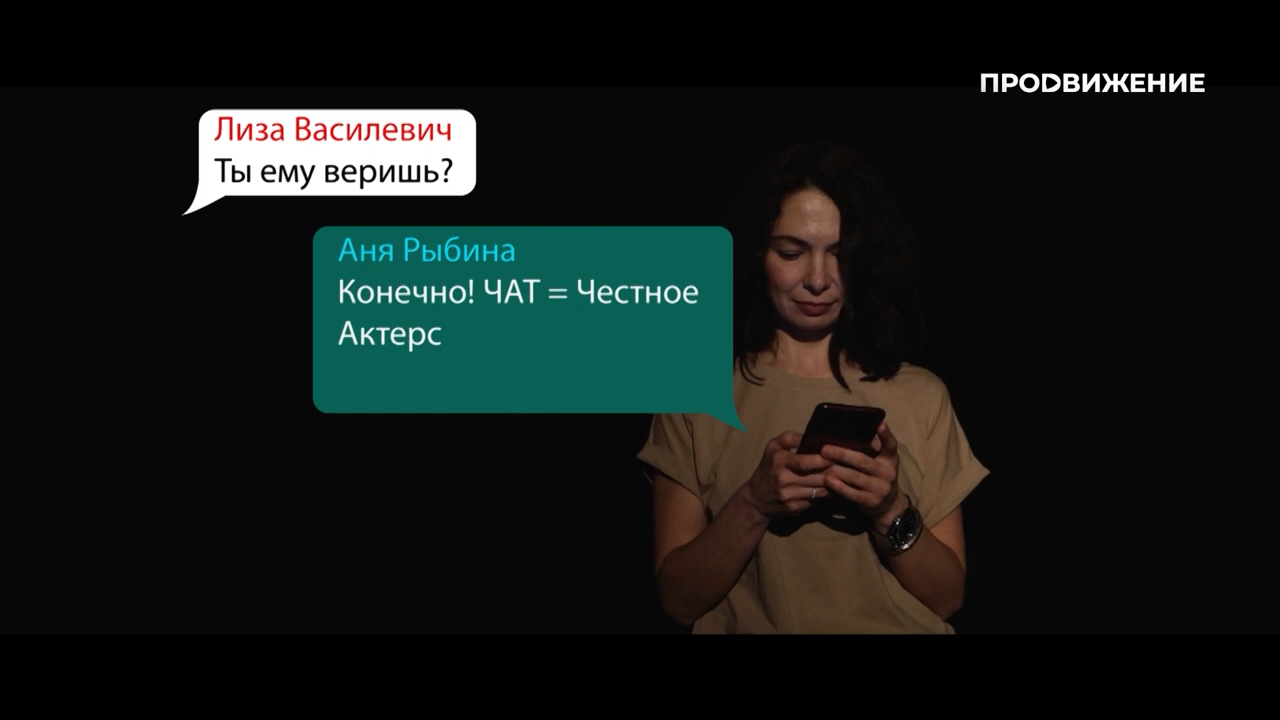 ПРОДВИЖЕНИЕ
Лиза Василевич
Ты ему веришь?
Аня Рыбина
Конечно! ЧАТ = Честное
Актерс